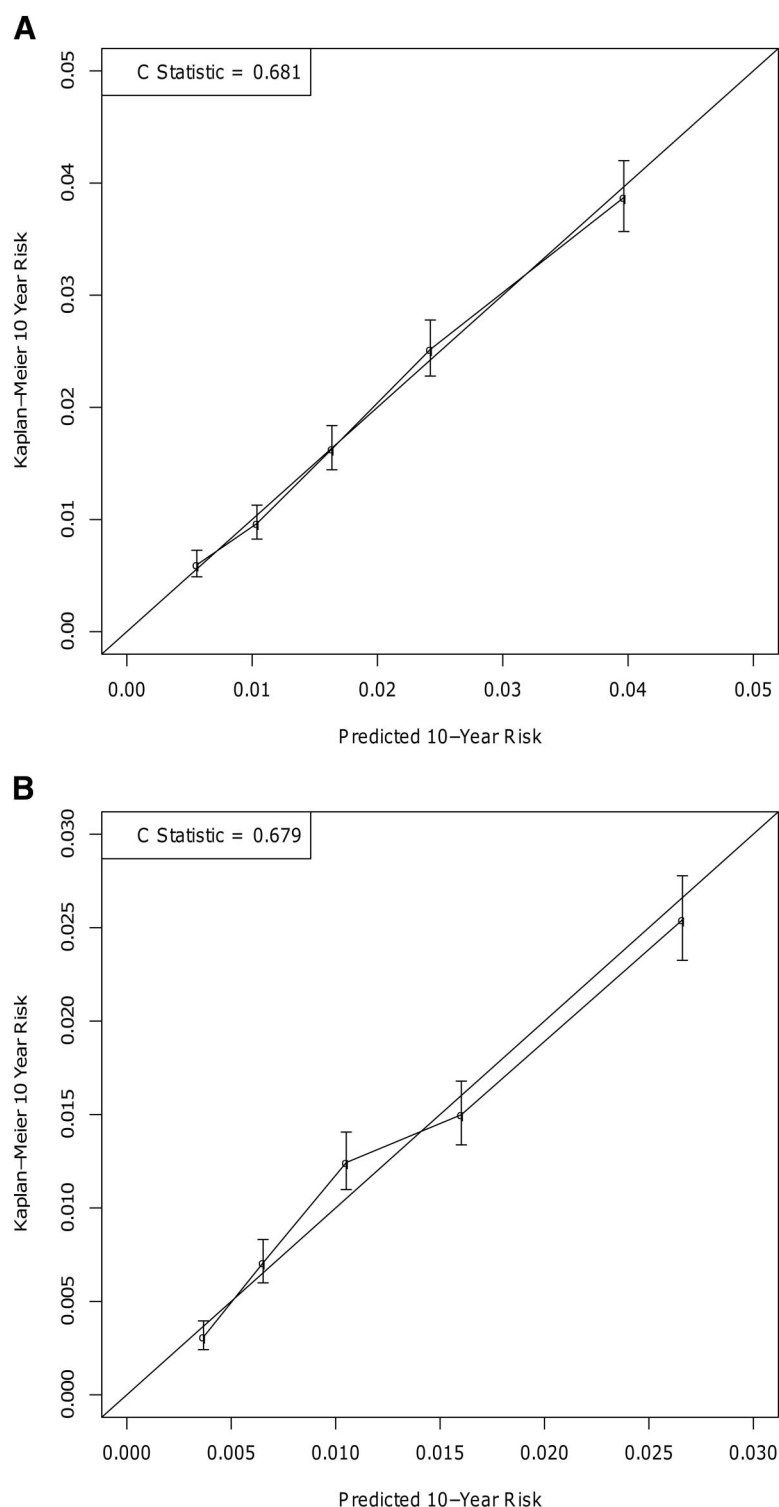 A
C Statistic = 0.681
0.05
0.04
0.03
0.02
0.01
0.00
Kaplan−Meier 10 Year Risk
0.00 0.01 0.02 0.03 0.04 0.05
Predicted 10−Year Risk
B
C Statistic = 0.679
0.030
0.025
0.020
0.015
0.010
0.005
0.000
Kaplan−Meier 10 Year Risk
0.000 0.005 0.010 0.015 0.020 0.025 0.030
Predicted 10−Year Risk